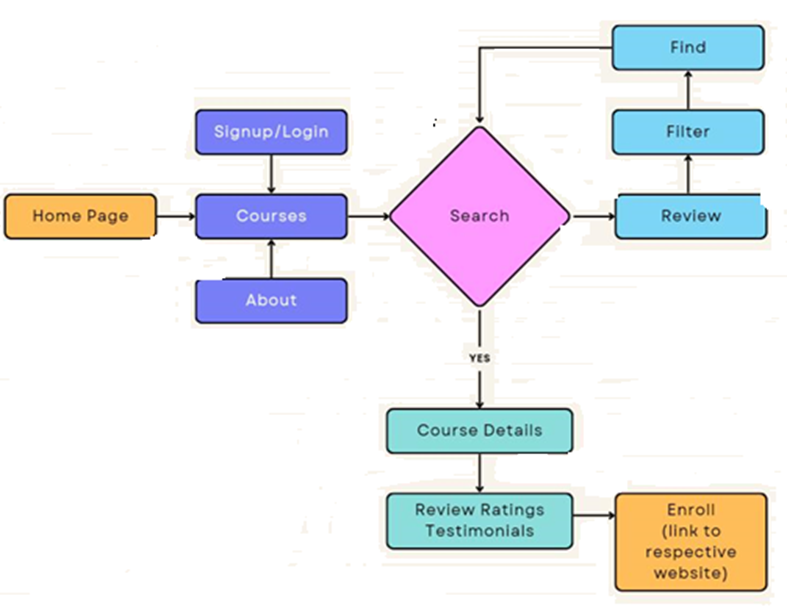 Find
Signup/Login
Filter
Home Page
Courses
Search
Review
About
YES
Course Details
Review Ratings
Testimonials
Enroll
(link to
respective
website)